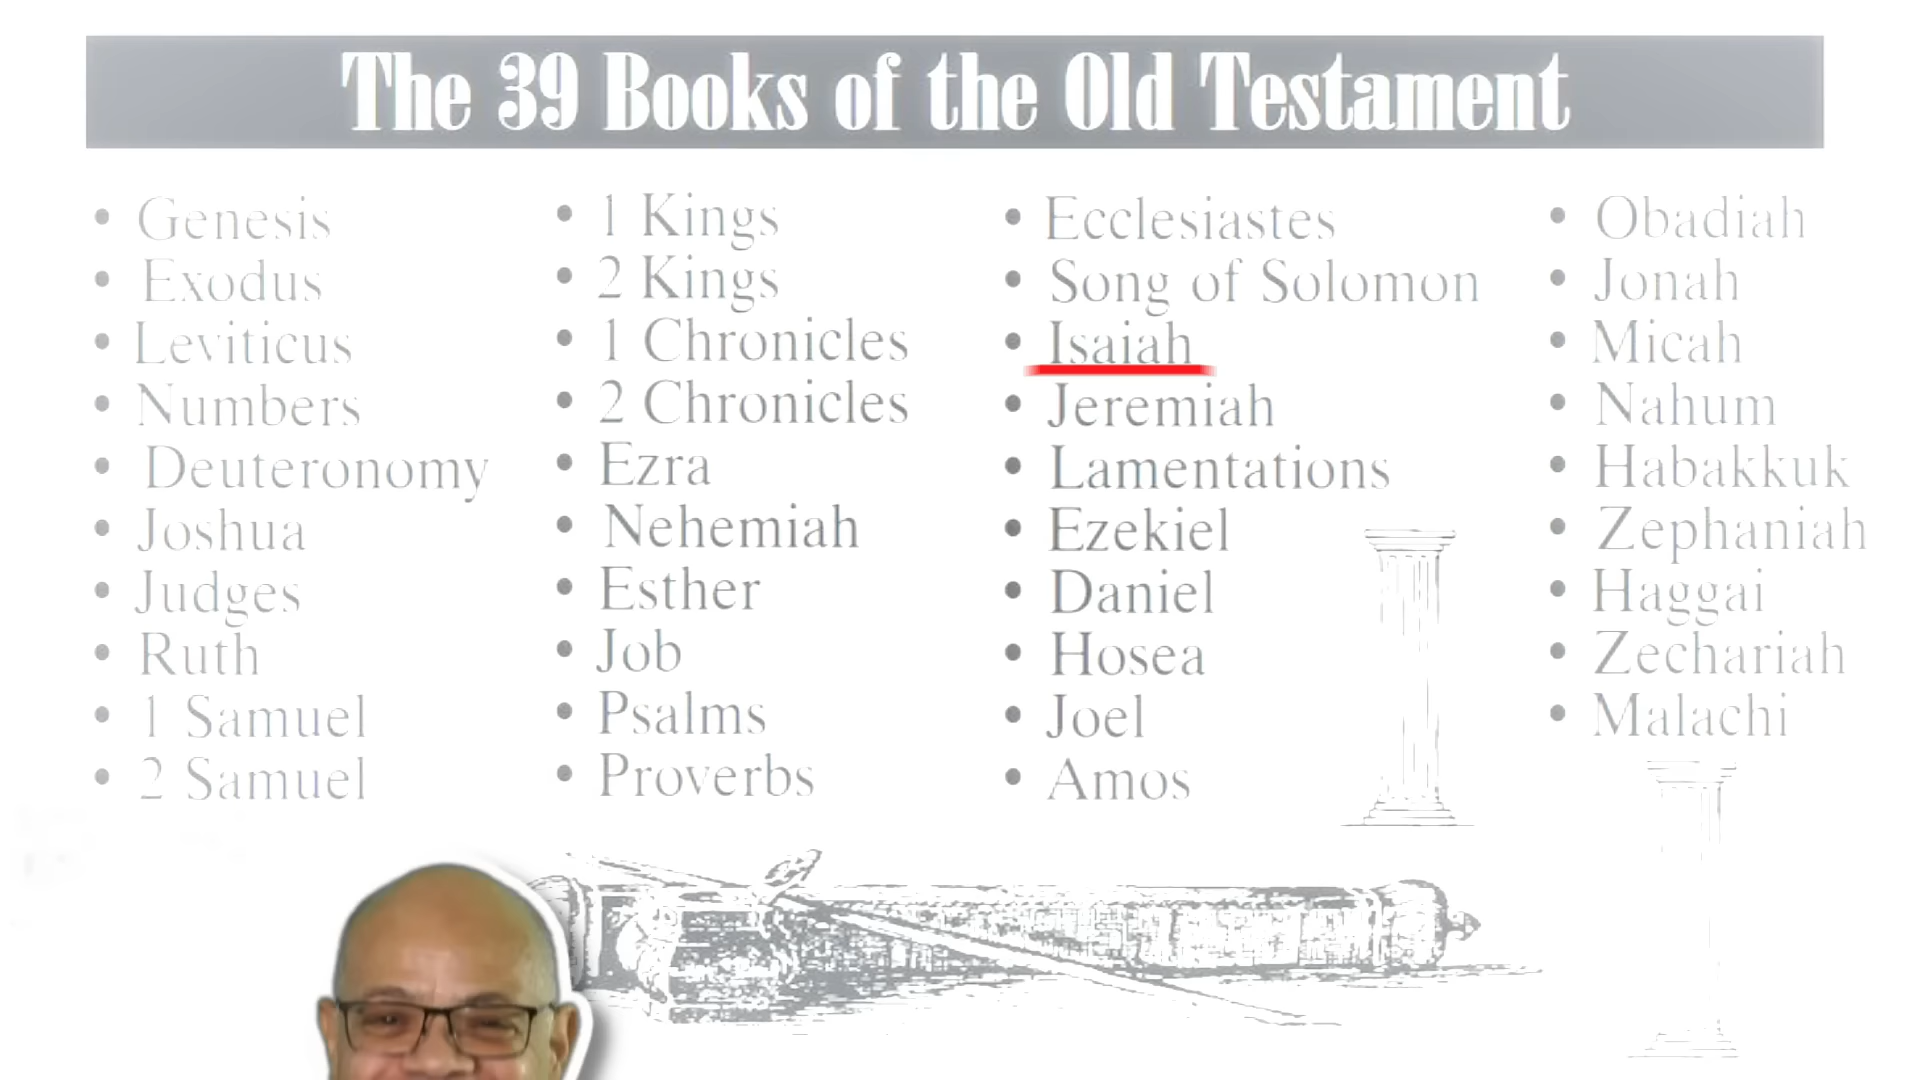 The 39 Books of the Old Testament
• Genesis
• Exodus
• Leviticus
• Numbers
• Deuteronomy
• Joshua
• Judges
• Ruth
• 1 Samuel
• 2 Samuel
• 1 Kings
• 2 Kings
• 1 Chronicles
• 2 Chronicles
• Ezra
• Nehemiah
• Esther
• Job
• Psalms
• Proverbs
• Ecclesiastes
• Song of Solomon
• Isaiah
• Jeremiah
• Lamentations
• Ezekiel
• Daniel
• Hosea
• Joel
• Amos
• Obadiah
• Jonah
• Micah
• Nahum
• Habakkuk
• Zephaniah
• Haggai
• Zechariah
• Malachi